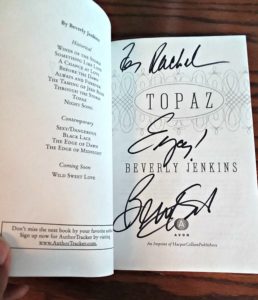 By Beverly Jenkins
Historical
WINDS OF THE STORM
SOMETHING LIKE LOVE
A CHANCE AT LOVE
BEFORE THE DAWN
ALWAYS AND FOREVER
THE TAMING OF JESSI ROSE
THROUGH THE STORM
TOPAZ
NIGHT SONG
Contemporary
SEXY/DANGEROUS
BLACK LACE
THE EDGE OF DAWN
THE EDGE OF MIDNIGHT
Coming Soon
WILD SWEET LOVE
Don't miss the next book by your favorite
Sign up now for AuthorTracker by
www.AuthorTracker.com.
To Rachel
TOPAZ
Enjoy!
BEVERLY JENKINS
A
AVON
An Imprint of HarperCollinsPublishers